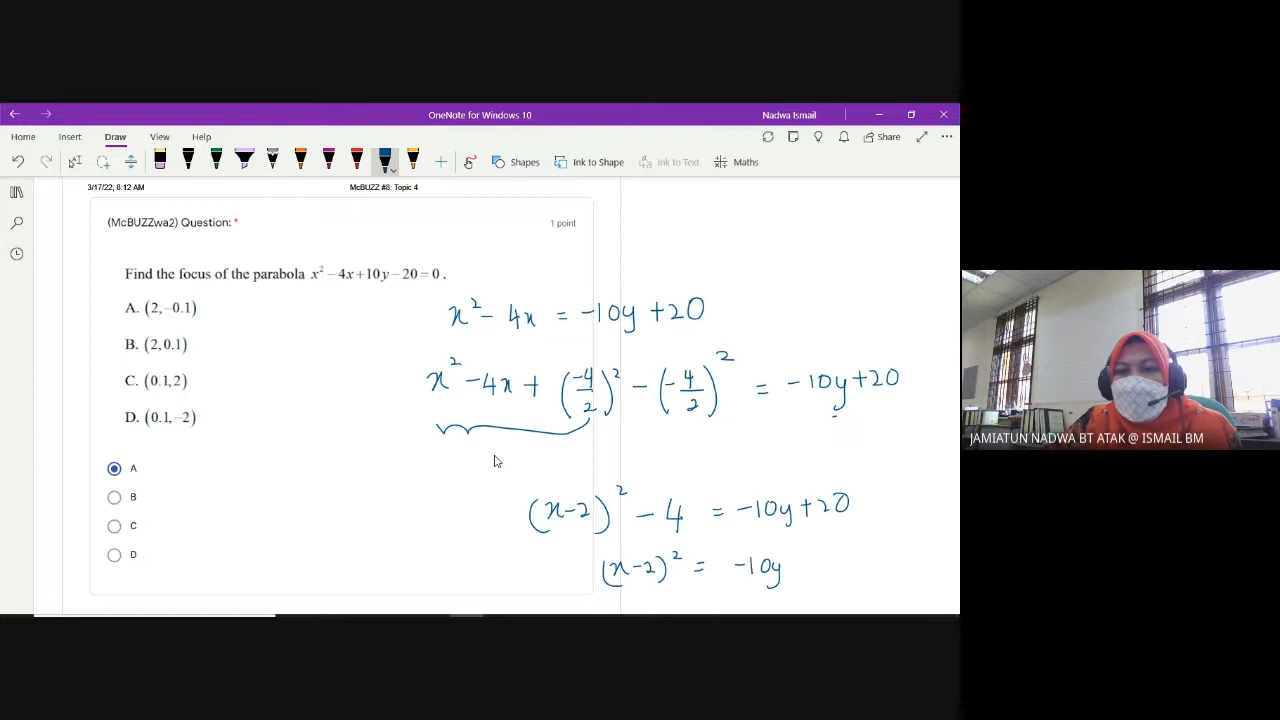 OneNote for Windows 10
Nadwa Ismail
Home Insert Draw View Help
Share
Shapes Ink to Shape Ink to Text Maths
3/17/22, 8:12 AM McBUZZ #8: Topic 4
(McBUZZwa2) Question: * 1 point
Find the focus of the parabola x² − 4x + 10y − 20 = 0 .
A. (2, −0.1)
B. (2, 0.1)
C. (0.1, 2)
D. (0.1, −2)
A
B
C
D
x² − 4x = −10y + 20
x² − 4x + (−4/2)² − (−4/2)² = −10y + 20
(x−2)² − 4 = −10y + 20
(x−2)² = −10y
JAMIATUN NADWA BT ATAK @ ISMAIL BM